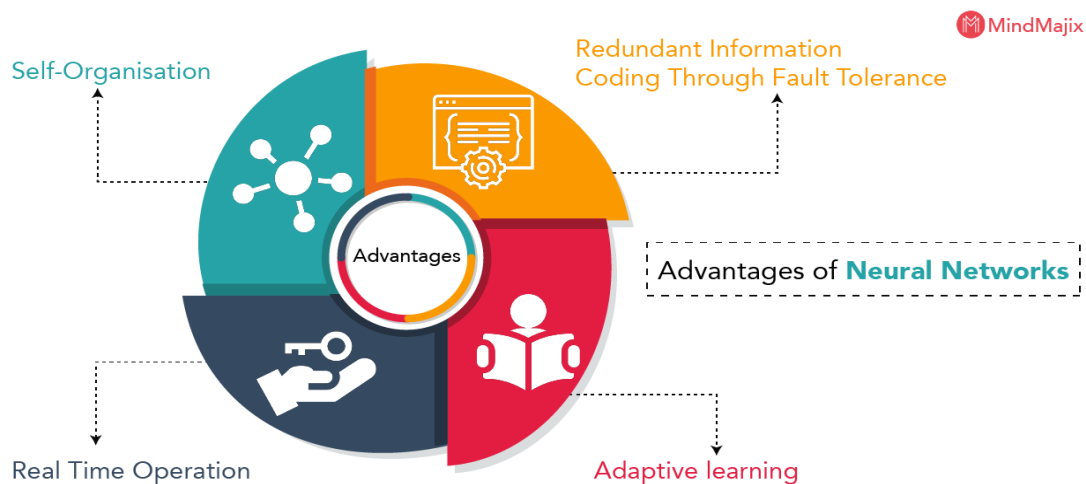 MindMajix
Self-Organisation
Redundant Information
Coding Through Fault Tolerance
Advantages
Advantages of Neural Networks
Real Time Operation
Adaptive learning